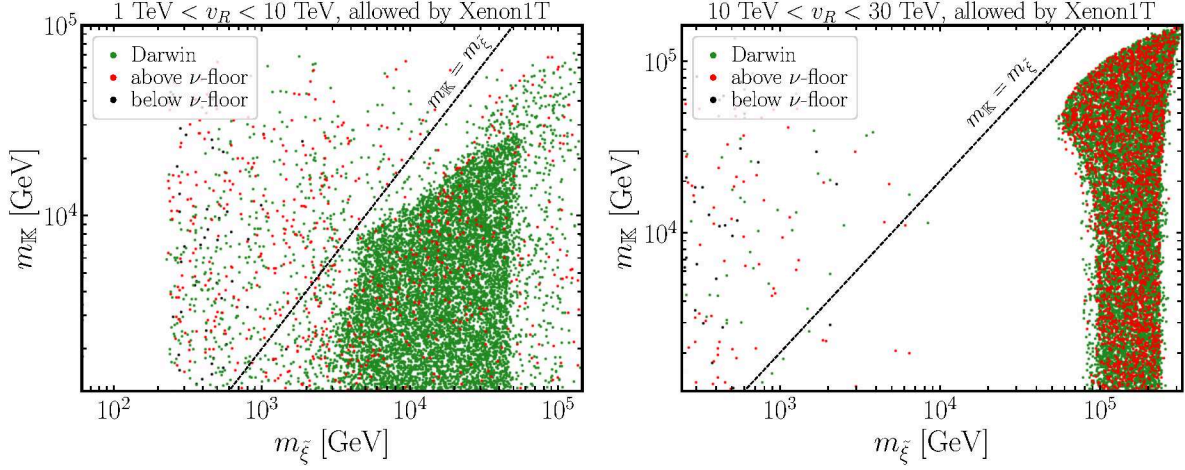 1 TeV < v_R < 10 TeV, allowed by Xenon1T
10^5
10^4
m_𝕂 [GeV]
Darwin
above ν-floor
below ν-floor
m_𝕂 = m_ξ̃
10^2
10^3
10^4
10^5
m_ξ̃ [GeV]
10 TeV < v_R < 30 TeV, allowed by Xenon1T
10^5
10^4
m_𝕂 [GeV]
Darwin
above ν-floor
below ν-floor
m_𝕂 = m_ξ̃
10^3
10^4
10^5
m_ξ̃ [GeV]